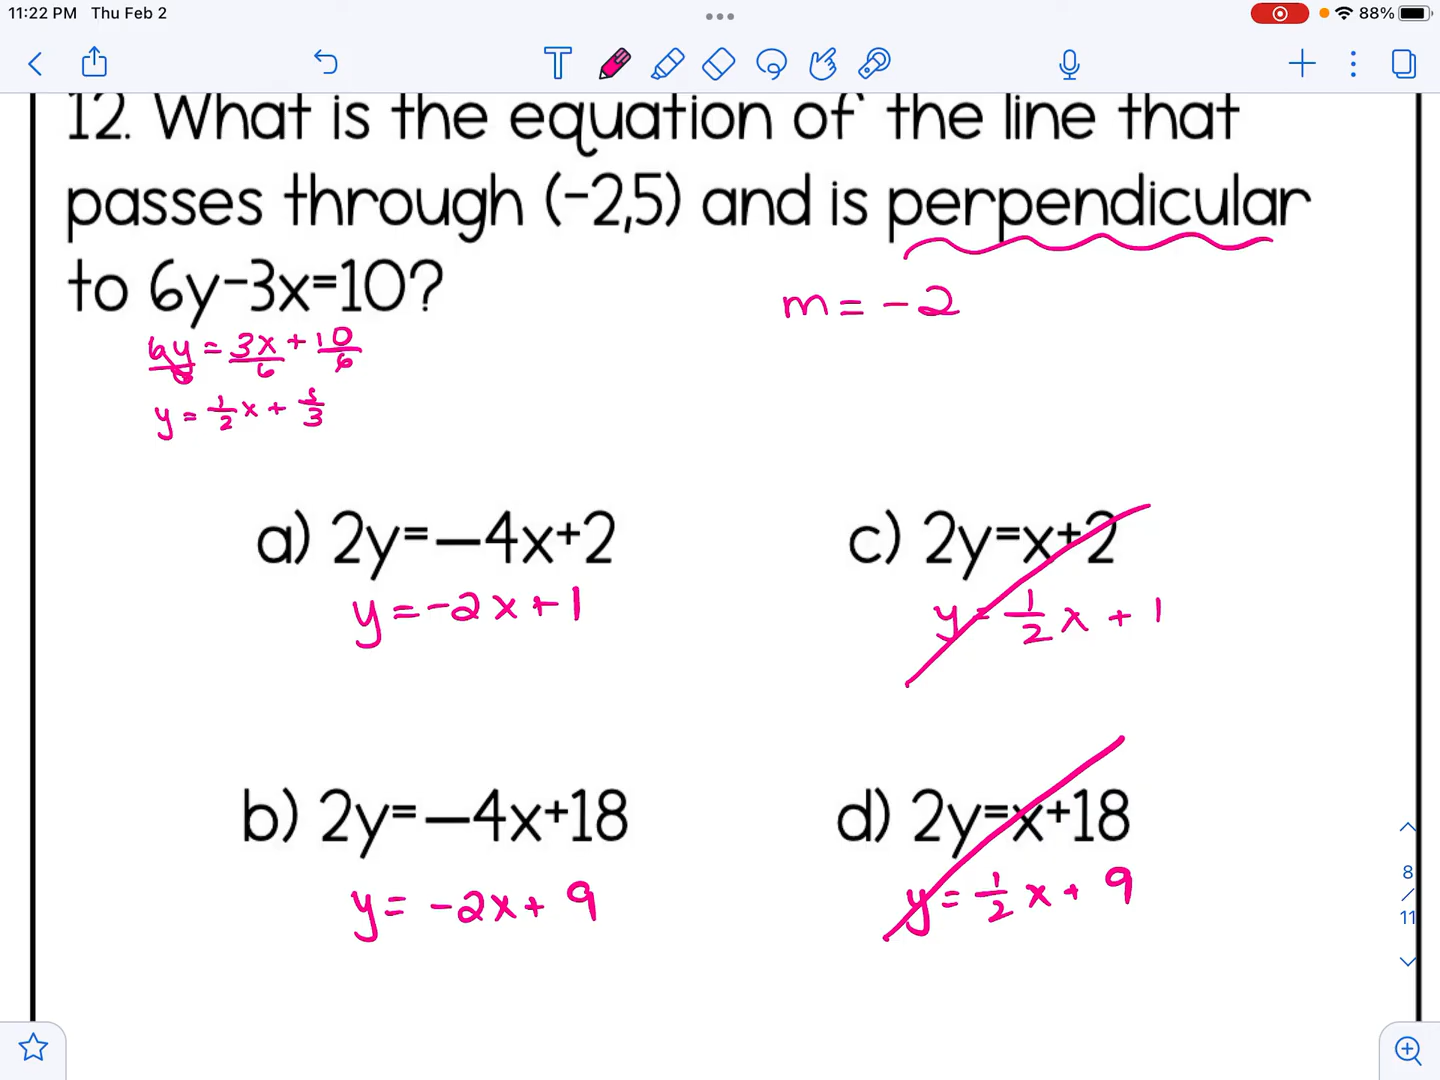 11:22 PM Thu Feb 2
88%
12. What is the equation of the line that
passes through (-2,5) and is perpendicular
to 6y-3x=10?
m = -2
6y/6 = 3x/6 + 10/6
y = 1/2 x + 5/3
a) 2y=-4x+2
y = -2x + 1
c) 2y=x+2
y = 1/2 x + 1
b) 2y=-4x+18
y = -2x + 9
d) 2y=x+18
y = 1/2 x + 9
8
/
11